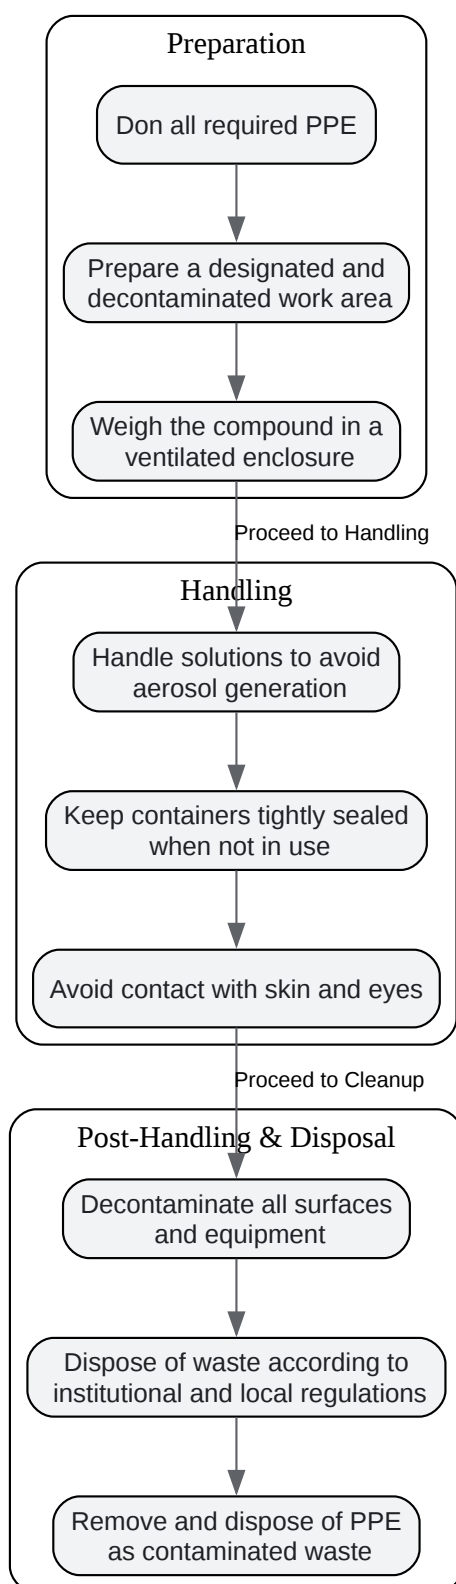 Preparation
Don all required PPE
Prepare a designated and
decontaminated work area
Weigh the compound in a
ventilated enclosure
Proceed to Handling
Handling
Handle solutions to avoid
aerosol generation
Keep containers tightly sealed
when not in use
Avoid contact with skin and eyes
Proceed to Cleanup
Post-Handling & Disposal
Decontaminate all surfaces
and equipment
Dispose of waste according to
institutional and local regulations
Remove and dispose of PPE
as contaminated waste